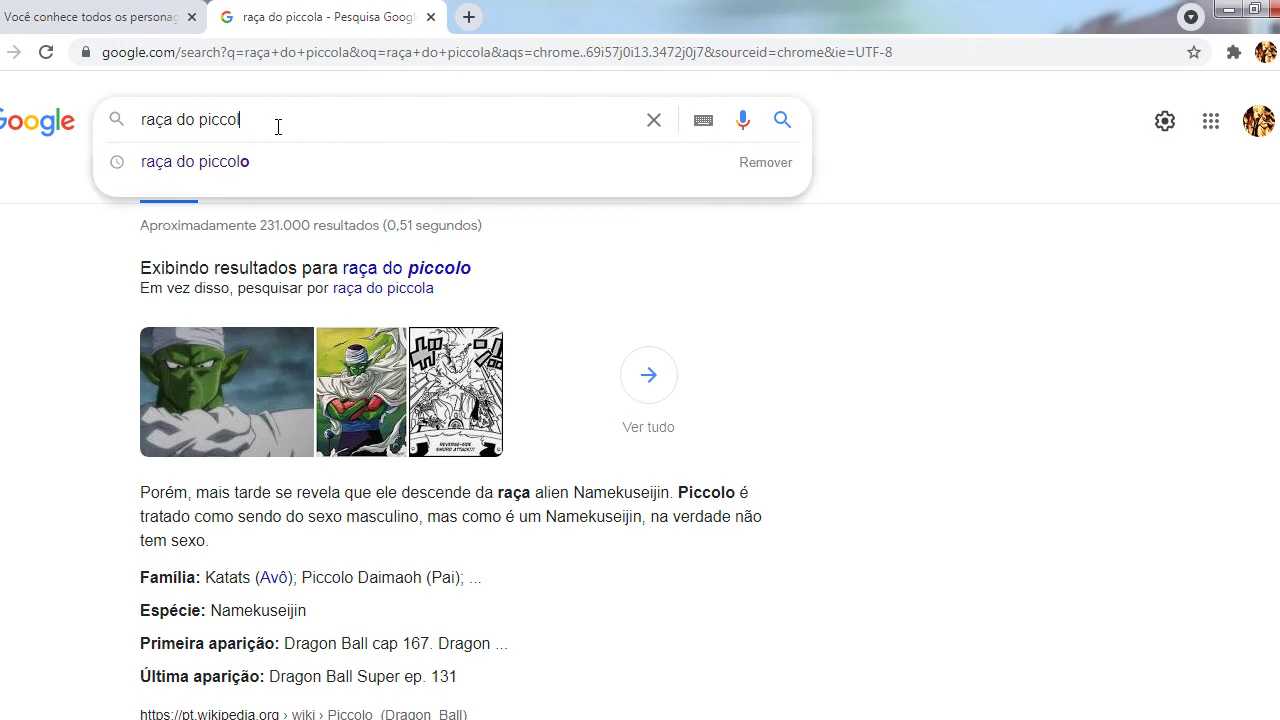 Você conhece todos os personag
raça do piccola - Pesquisa Googl
google.com/search?q=raça+do+piccola&oq=raça+do+piccola&aqs=chrome..69i57j0i13.3472j0j7&sourceid=chrome&ie=UTF-8
Google
raça do piccol
raça do piccolo
Remover
Aproximadamente 231.000 resultados (0,51 segundos)
Exibindo resultados para raça do piccolo
Em vez disso, pesquisar por raça do piccola
REVERSE-SIDE
SWORD ATTACK!!!
Ver tudo
Porém, mais tarde se revela que ele descende da raça alien Namekuseijin. Piccolo é
tratado como sendo do sexo masculino, mas como é um Namekuseijin, na verdade não
tem sexo.
Família: Katats (Avô); Piccolo Daimaoh (Pai); ...
Espécie: Namekuseijin
Primeira aparição: Dragon Ball cap 167. Dragon ...
Última aparição: Dragon Ball Super ep. 131
https://pt.wikipedia.org › wiki › Piccolo_(Dragon_Ball)